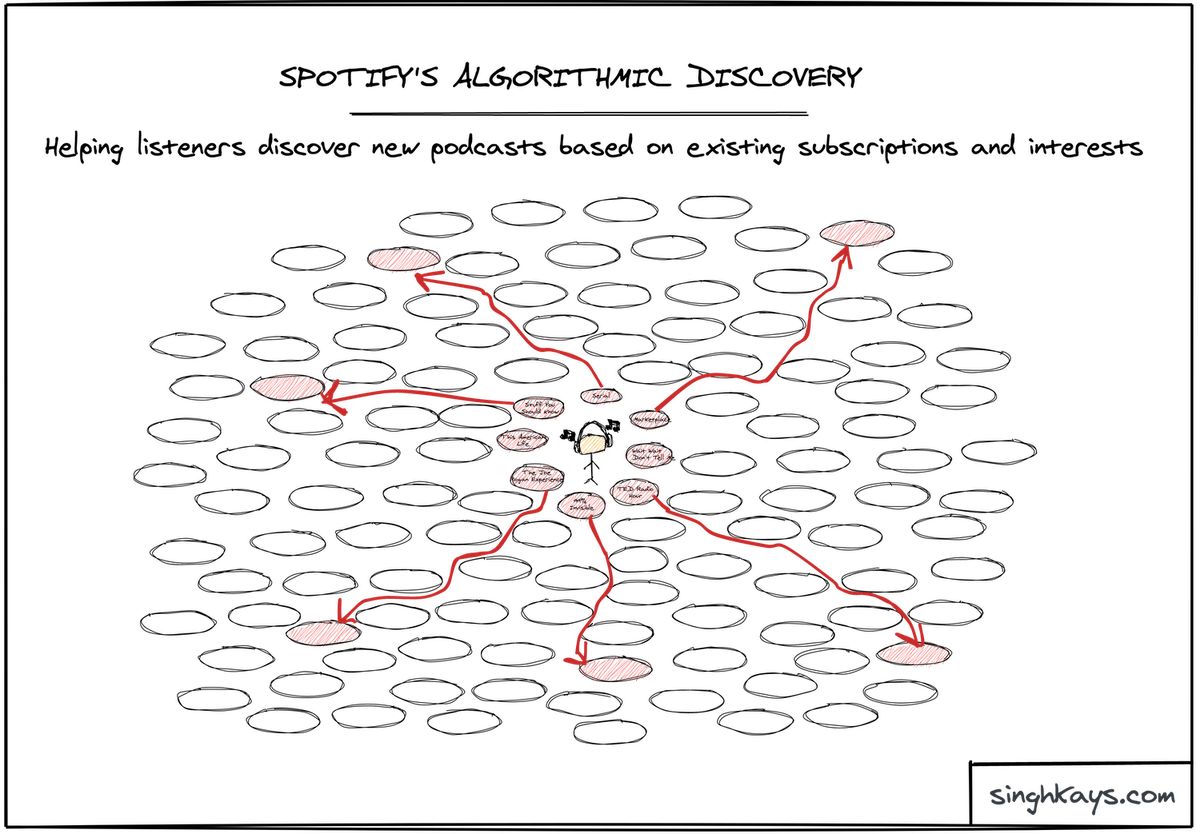 SPOTIFY'S ALGORITHMIC DISCOVERY
Helping listeners discover new podcasts based on existing subscriptions and interests
Serial
Stuff You
Should Know
Marketplace
This American
Life
Wait Wait
Don't Tell Me
The Joe
Rogan Experience
TED Radio
Hour
99%
Invisible
singhkays.com